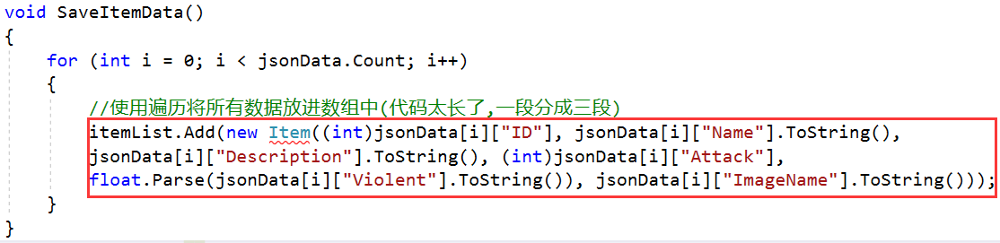 void SaveItemData()
{
    for (int i = 0; i < jsonData.Count; i++)
    {
        //使用遍历将所有数据放进数组中(代码太长了,一段分成三段)
        itemList.Add(new Item((int)jsonData[i]["ID"], jsonData[i]["Name"].ToString(),
        jsonData[i]["Description"].ToString(), (int)jsonData[i]["Attack"],
        float.Parse(jsonData[i]["Violent"].ToString()), jsonData[i]["ImageName"].ToString()));
    }
}